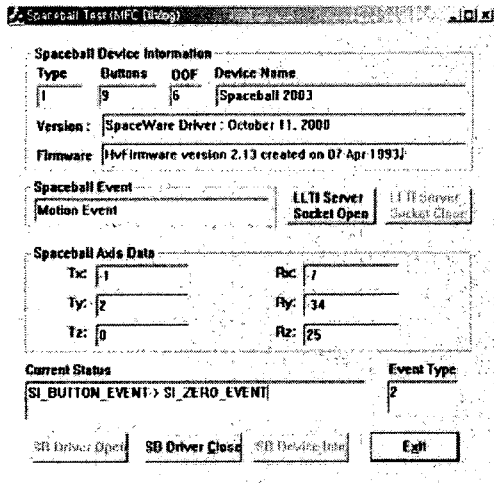 Spaceball Test (MFC Dialog)
Spaceball Device Information
Type Buttons DOF Device Name
1 9 6 Spaceball 2003
Version : SpaceWare Driver : October 11, 2000
Firmware HvFirmware version 2.13 created on 07-Apr-1993
Spaceball Event
Motion Event
LLTI Server
Socket Open
LLTI Server
Socket Close
Spaceball Axis Data
Tx: -1 Rx: -7
Ty: 2 Ry: -34
Tz: 0 Rz: 25
Current Status Event Type
SI_BUTTON_EVENT-> SI_ZERO_EVENT 2
SB Driver Open SB Driver Close SB Device Info Exit